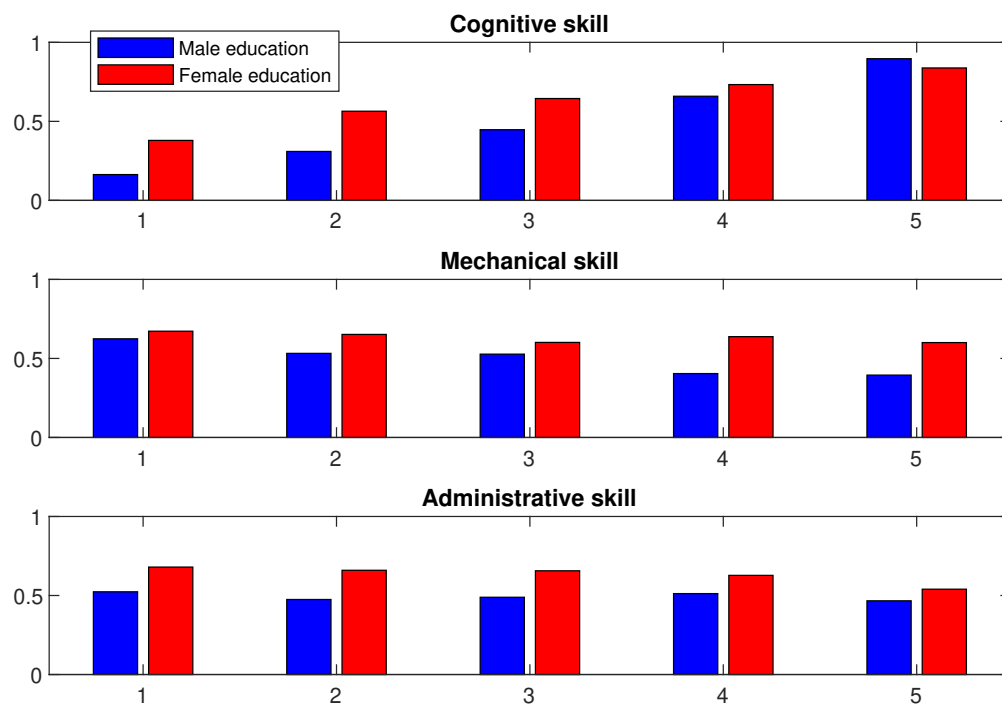 Cognitive skill
Male education
Female education
1
0.5
0
1 2 3 4 5
Mechanical skill
1
0.5
0
1 2 3 4 5
Administrative skill
1
0.5
0
1 2 3 4 5